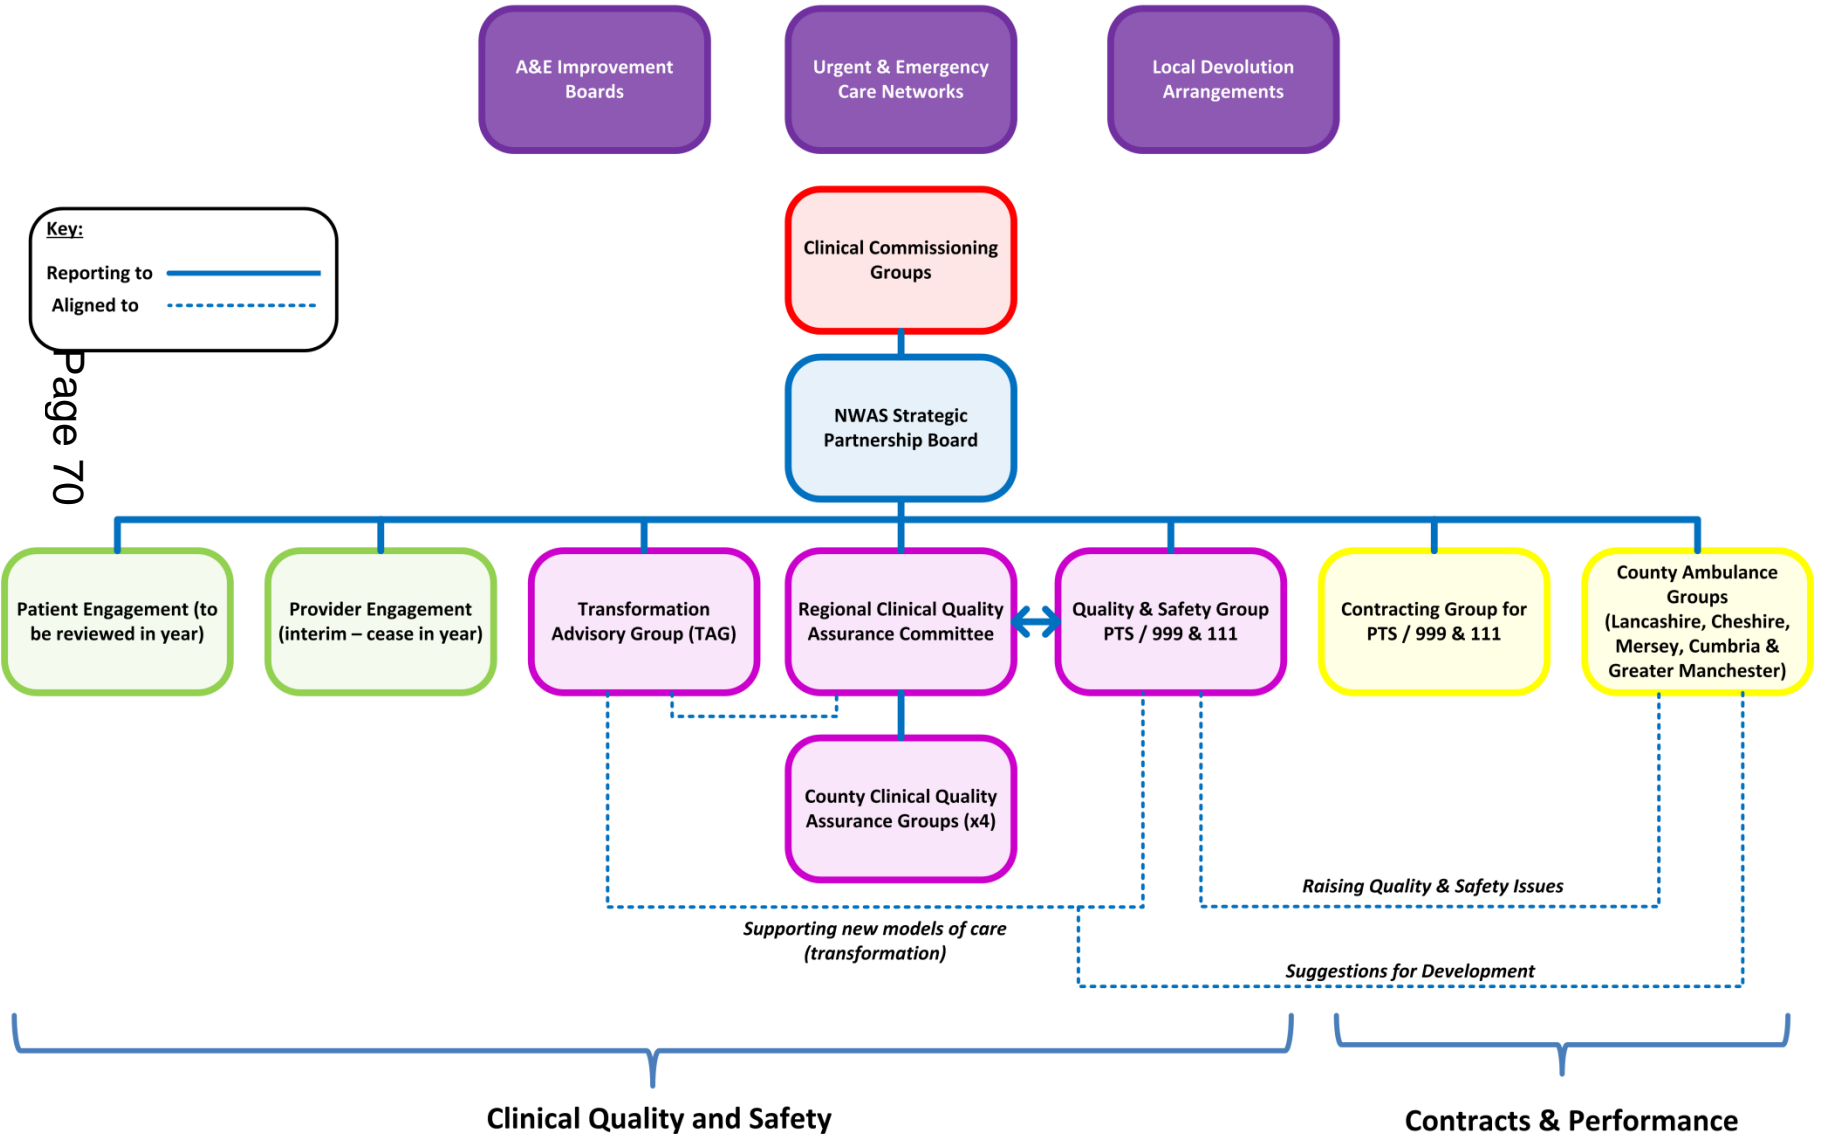 A&E Improvement
Boards
Urgent & Emergency
Care Networks
Local Devolution
Arrangements
Key:
Reporting to
Aligned to
Clinical Commissioning
Groups
Page 70
NWAS Strategic
Partnership Board
Patient Engagement (to
be reviewed in year)
Provider Engagement
(interim – cease in year)
Transformation
Advisory Group (TAG)
Regional Clinical Quality
Assurance Committee
Quality & Safety Group
PTS / 999 & 111
Contracting Group for
PTS / 999 & 111
County Ambulance
Groups
(Lancashire, Cheshire,
Mersey, Cumbria &
Greater Manchester)
County Clinical Quality
Assurance Groups (x4)
Raising Quality & Safety Issues
Supporting new models of care
(transformation)
Suggestions for Development
Clinical Quality and Safety
Contracts & Performance